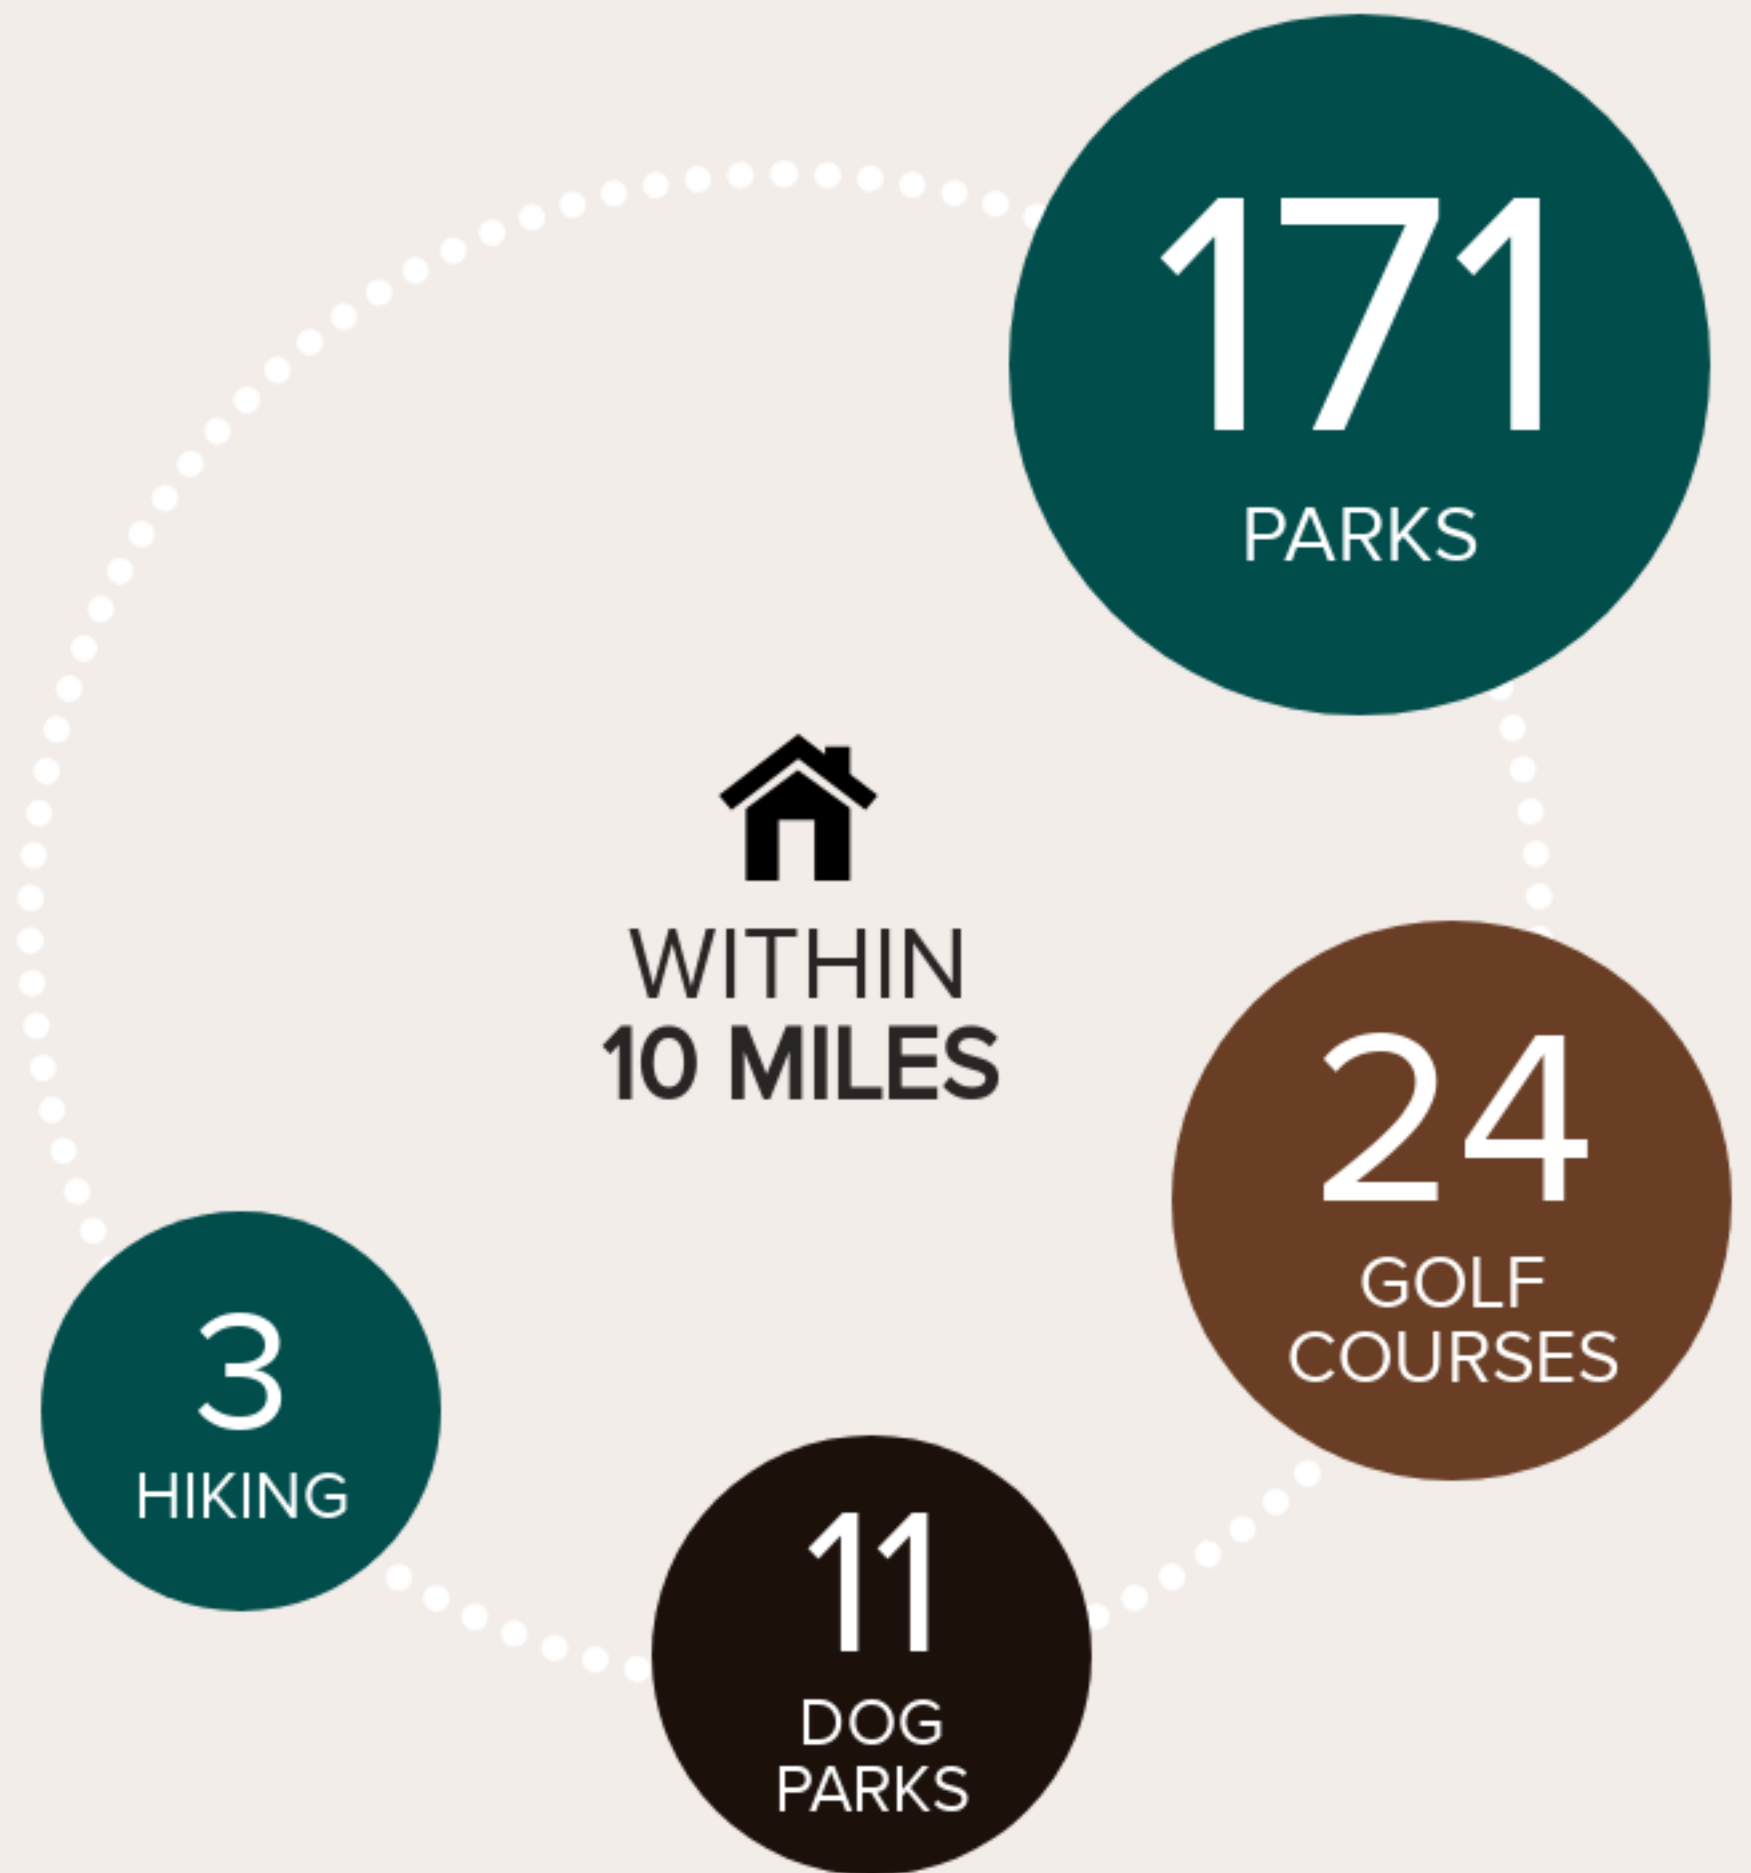 171
PARKS
WITHIN
10 MILES
24
GOLF
COURSES
3
HIKING
11
DOG
PARKS